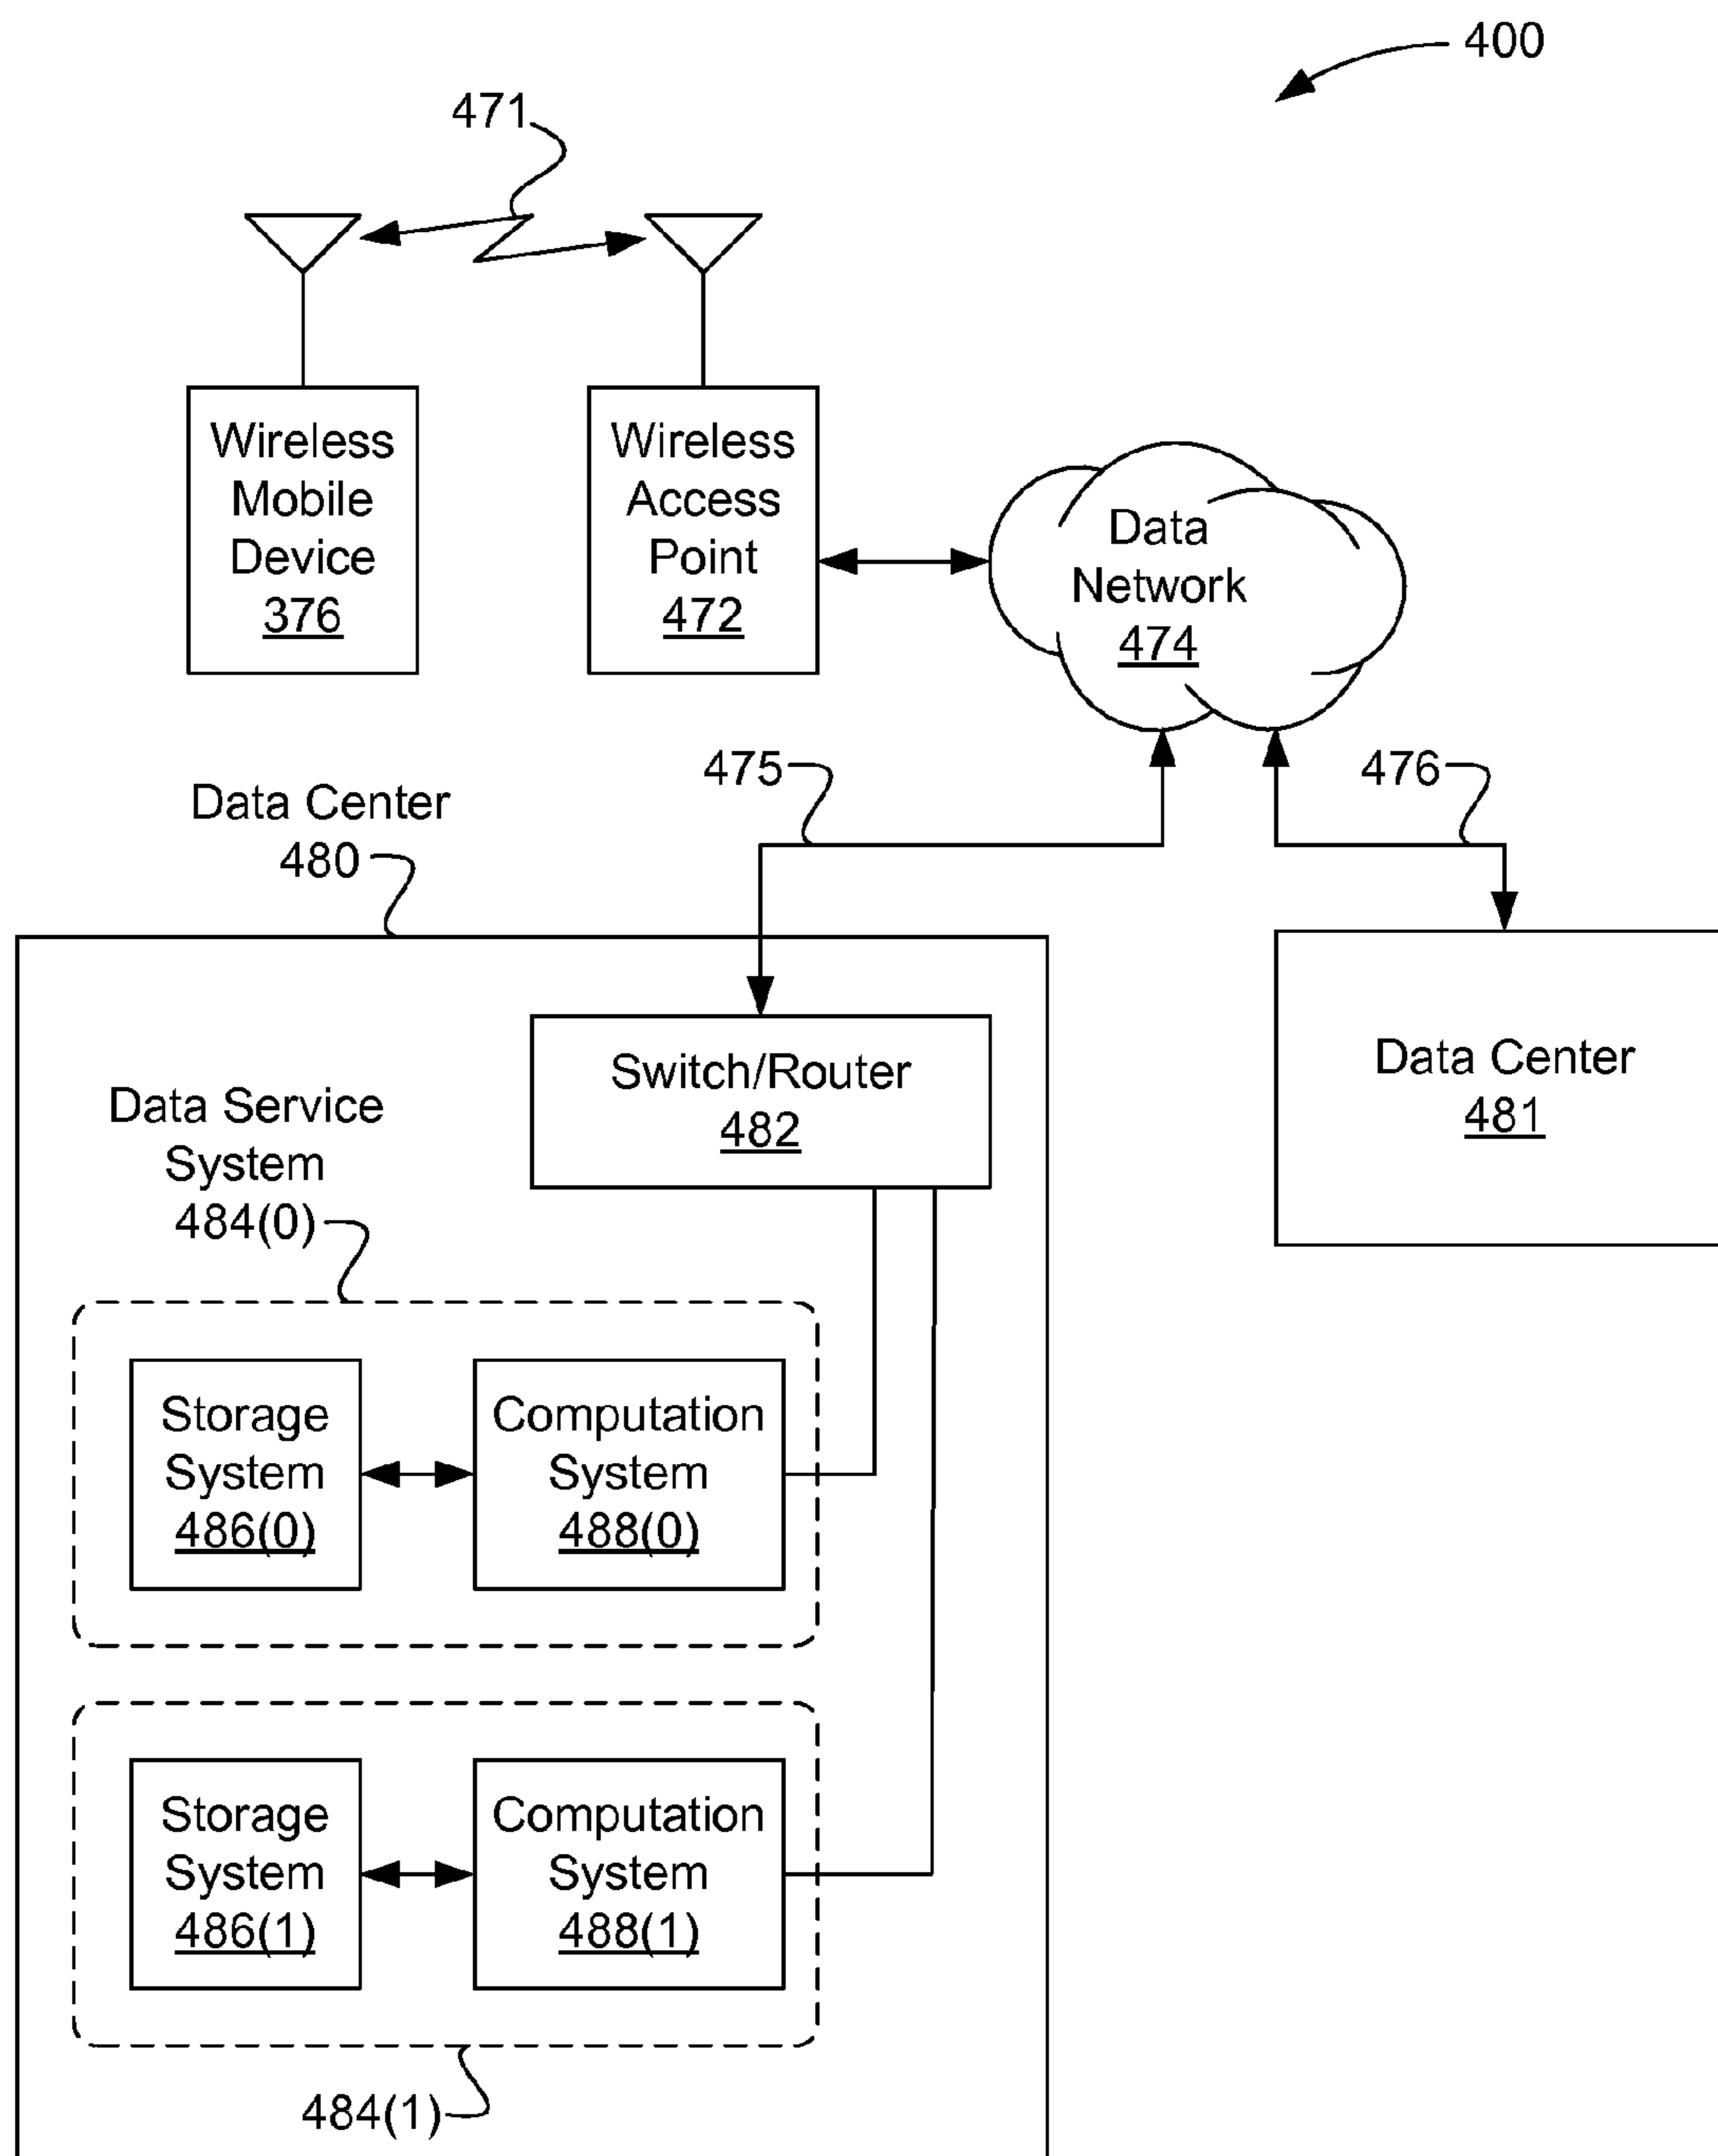 400
471
Wireless
Mobile
Device
376
Wireless
Access
Point
472
Data
Network
474
475
476
Data Center
480
Switch/Router
482
Data Center
481
Data Service
System
484(0)
Storage
System
486(0)
Computation
System
488(0)
Storage
System
486(1)
Computation
System
488(1)
484(1)